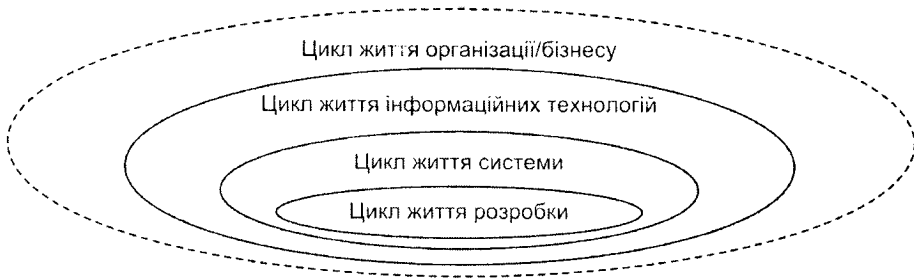 Цикл життя організації/бізнесу
Цикл життя інформаційних технологій
Цикл життя системи
Цикл життя розробки